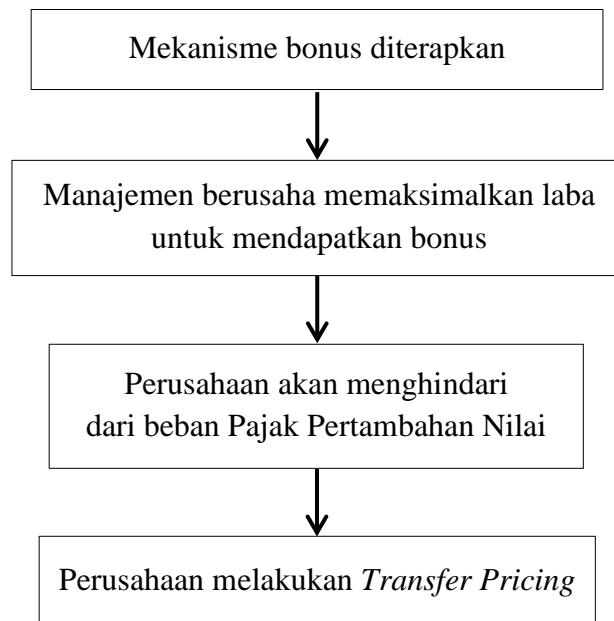 Mekanisme bonus diterapkan
Manajemen berusaha memaksimalkan laba
untuk mendapatkan bonus
Perusahaan akan menghindari
dari beban Pajak Pertambahan Nilai
Perusahaan melakukan Transfer Pricing